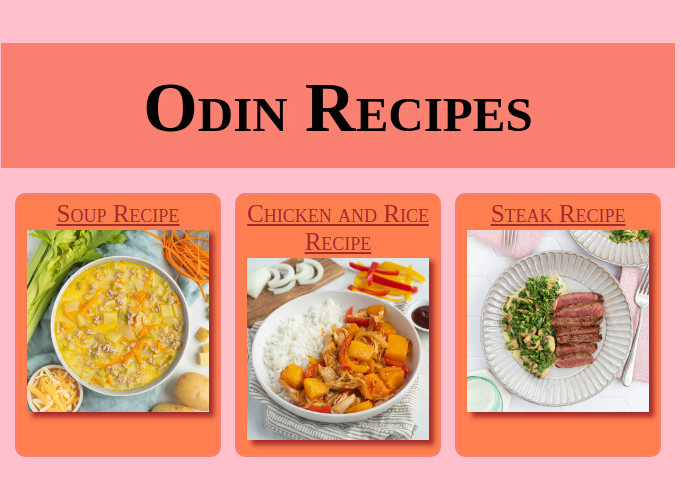 Odin Recipes
Soup Recipe
Chicken and Rice
Recipe
Steak Recipe